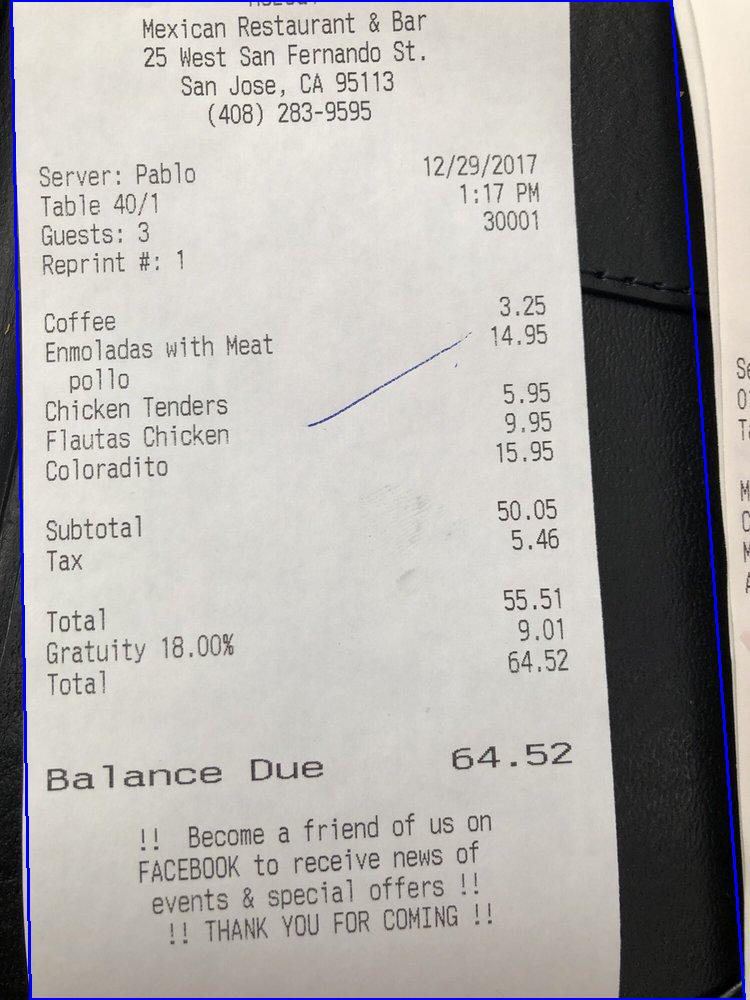 Mexican Restaurant & Bar
25 West San Fernando St.
San Jose, CA 95113
(408) 283-9595
Server: Pablo 12/29/2017
Table 40/1 1:17 PM
Guests: 3 30001
Reprint #: 1
Coffee 3.25
Enmoladas with Meat 14.95
pollo
Chicken Tenders 5.95
Flautas Chicken 9.95
Coloradito 15.95
Subtotal 50.05
Tax 5.46
Total 55.51
Gratuity 18.00% 9.01
Total 64.52
Balance Due 64.52
!! Become a friend of us on
FACEBOOK to receive news of
events & special offers !!
!! THANK YOU FOR COMING !!